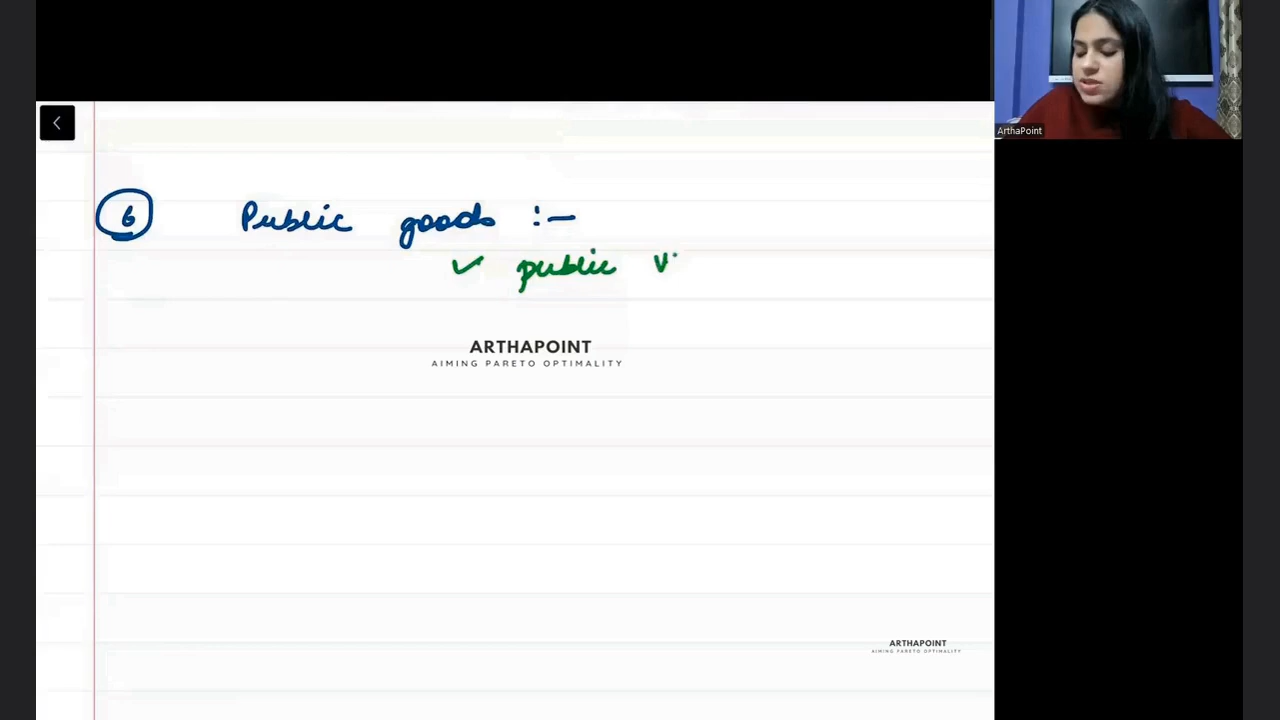 6 Public goods :-
✓ public v
ARTHAPOINT
AIMING PARETO OPTIMALITY
ARTHAPOINT
AIMING PARETO OPTIMALITY
ArthaPoint